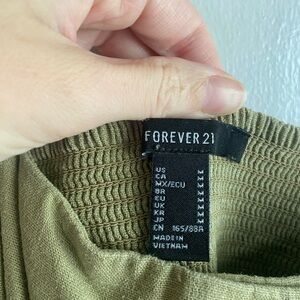 FOREVER 21
US M
CA M
MX/ECU M
BR M
EU M
UK M
KR M
JP M
CN 165/88A
MADE IN
VIETNAM